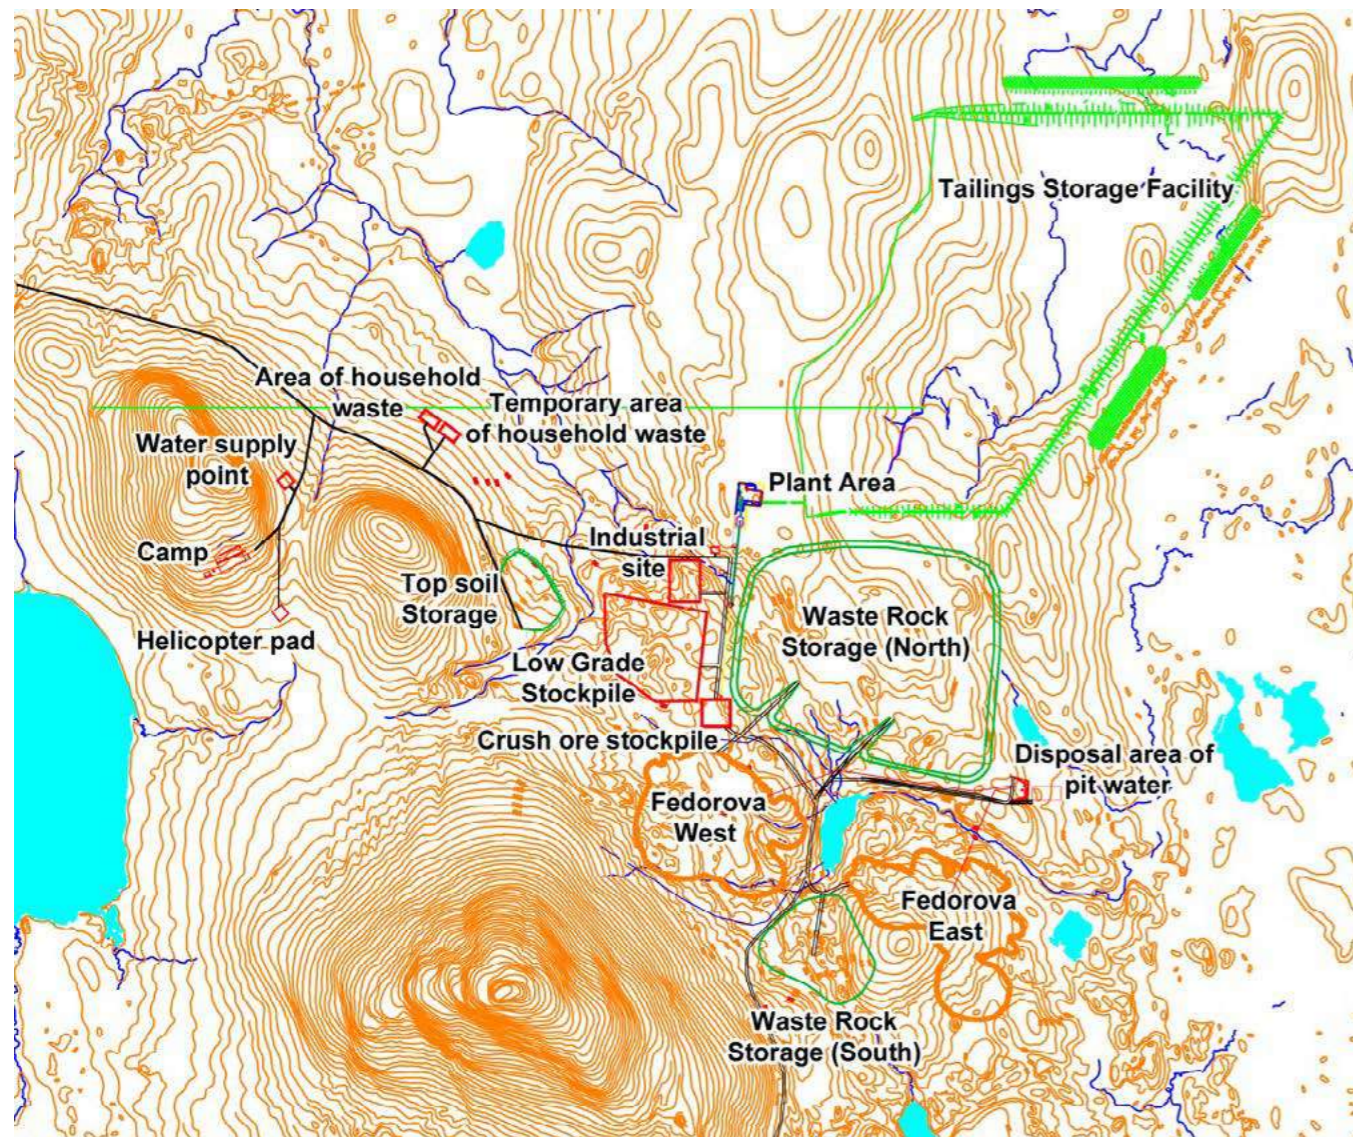 Tailings Storage Facility
Area of household
waste
Temporary area
of household waste
Water supply
point
Plant Area
Camp
Industrial
site
Top soil
Storage
Helicopter pad
Waste Rock
Storage (North)
Low Grade
Stockpile
Crush ore stockpile
Disposal area of
pit water
Fedorova
West
Fedorova
East
Waste Rock
Storage (South)